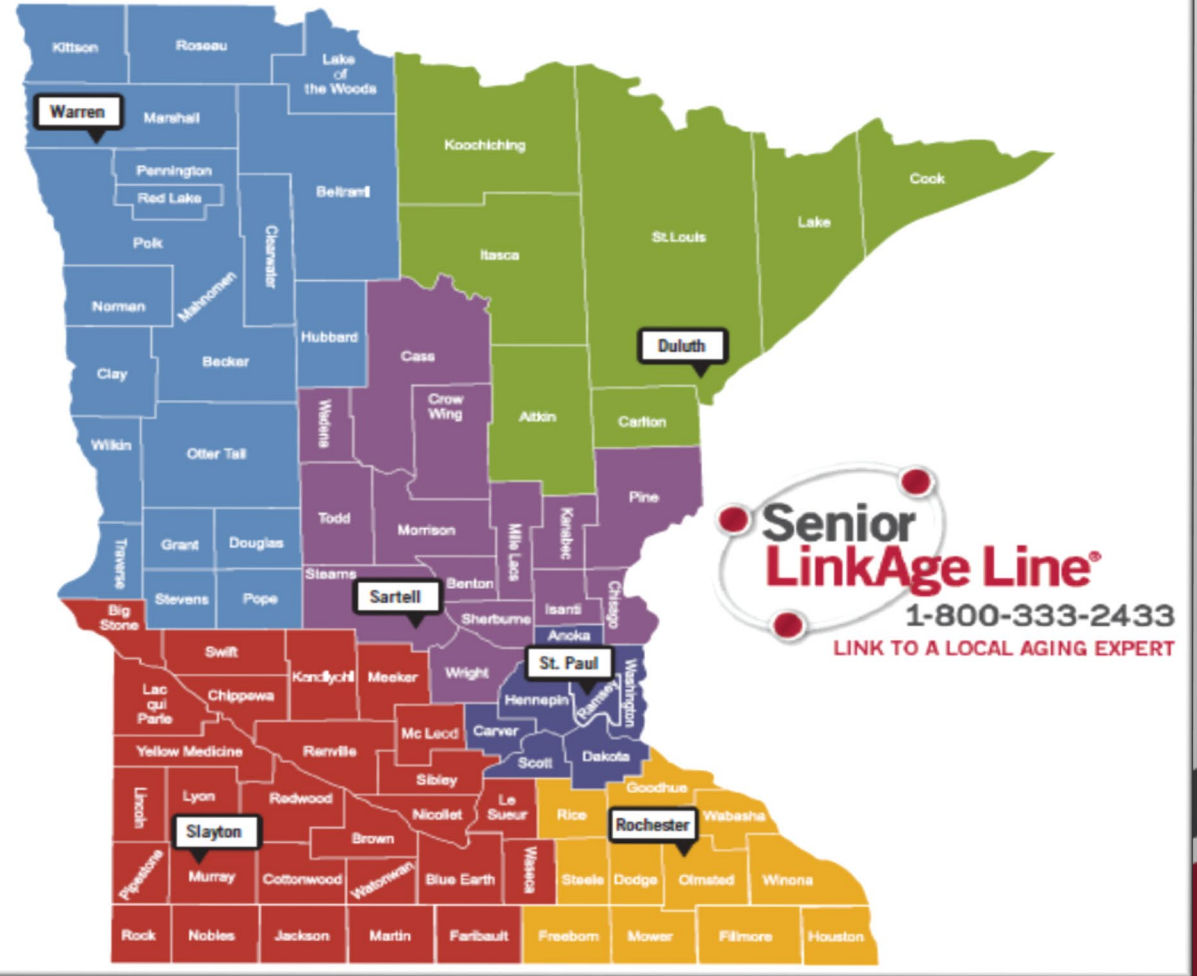 Kittson
Roseau
Lake
of
the Woods
Warren
Marshall
Koochiching
Pennington
Red Lake
Beltrami
Cook
Polk
Clearwater
Lake
St.Louis
Itasca
Mahnomen
Norman
Hubbard
Duluth
Cass
Becker
Clay
Crow
Wing
Wadena
Aitkin
Carlton
Wilkin
Otter Tail
Pine
Todd
Morrison
Mille Lacs
Kanabec
Traverse
Grant
Douglas
Stearns
Benton
Stevens
Pope
Sartell
Chisago
Isanti
Sherburne
Big
Stone
Anoka
Swift
St. Paul
Wright
Washington
Kandiyohi
Meeker
Hennepin
Ramsey
Chippewa
Lac
qui
Parle
Mc Leod
Carver
Yellow Medicine
Renville
Scott
Dakota
Sibley
Goodhue
Lincoln
Lyon
Redwood
Nicollet
Le
Sueur
Rice
Wabasha
Rochester
Slayton
Brown
Pipestone
Murray
Cottonwood
Watonwan
Blue Earth
Waseca
Steele
Dodge
Olmsted
Winona
Rock
Nobles
Jackson
Martin
Faribault
Freeborn
Mower
Fillmore
Houston
Senior
LinkAge Line®
1-800-333-2433
LINK TO A LOCAL AGING EXPERT